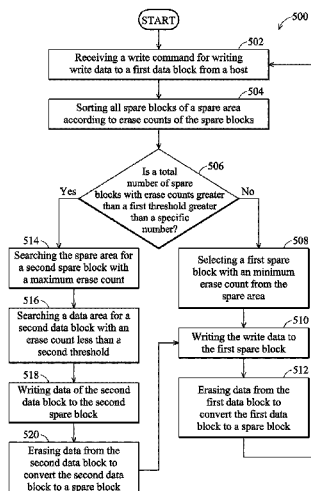 START
500
502
Receiving a write command for writing
write data to a first data block from a host
504
Sorting all spare blocks of a spare area
according to erase counts of the spare blocks
506
Is a total
number of spare
blocks with erase counts greater
than a first threshold greater
than a specific
number?
Yes
No
514
Searching the spare area for
a second spare block with
a maximum erase count
516
Searching a data area for
a second data block with an
erase count less than a
second threshold
518
Writing data of the second
data block to the second
spare block
520
Erasing data from the
second data block to
convert the second data
block to a spare block
508
Selecting a first spare
block with an minimum
erase count from the
spare area
510
Writing the write data to
the first spare block
512
Erasing data from the
first data block to
convert the first data
block to a spare block